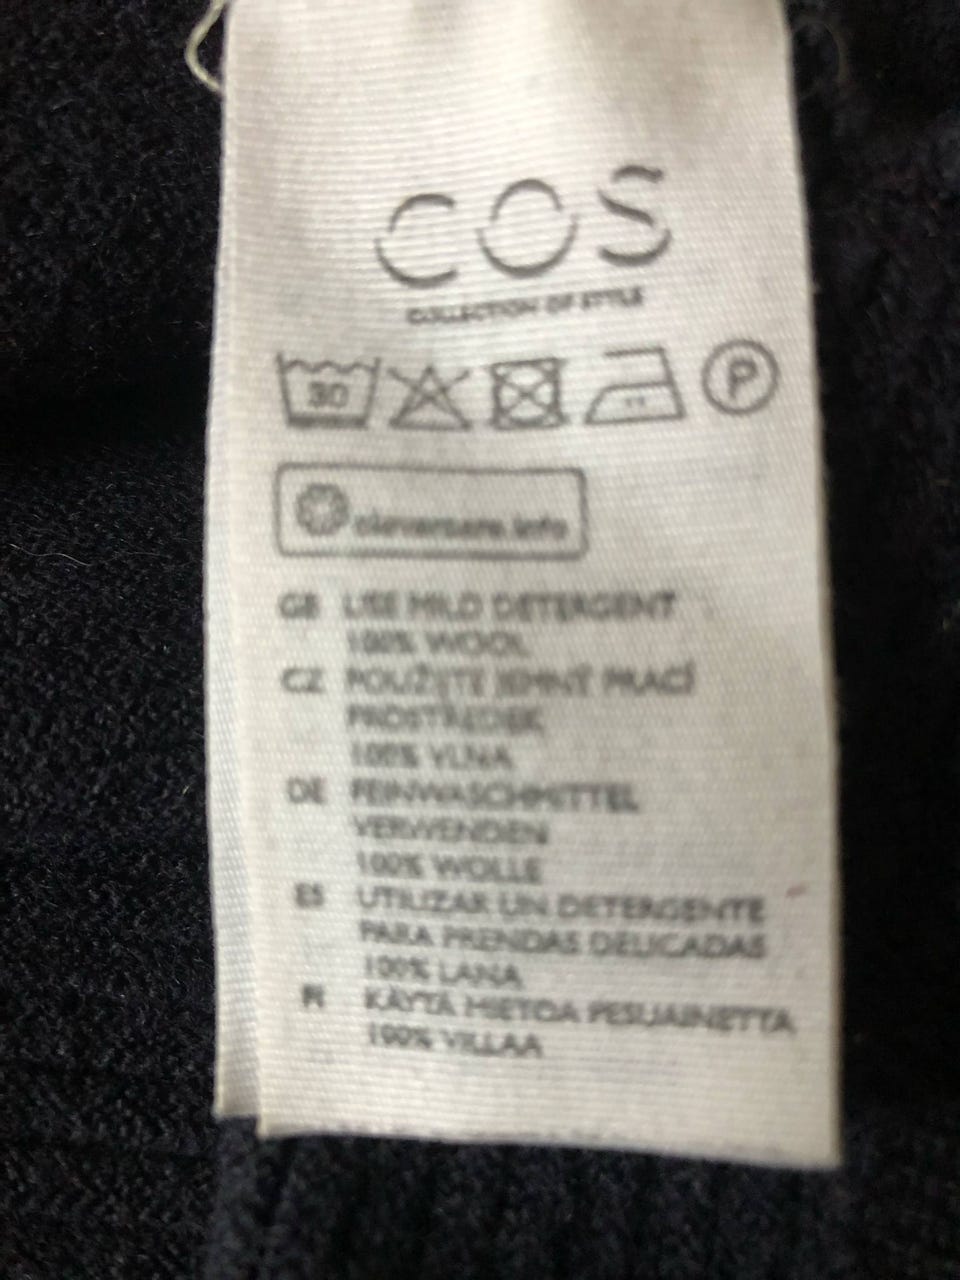 COS
COLLECTION OF STYLE
30
P
clevercare.info
GB USE MILD DETERGENT
100% WOOL
CZ POUŽIJTE JEMNÝ PRACÍ
PROSTŘEDEK
100% VLNA
DE FEINWASCHMITTEL
VERWENDEN
100% WOLLE
ES UTILIZAR UN DETERGENTE
PARA PRENDAS DELICADAS
100% LANA
FI KÄYTÄ MIETOA PESUAINETTA
100% VILLAA